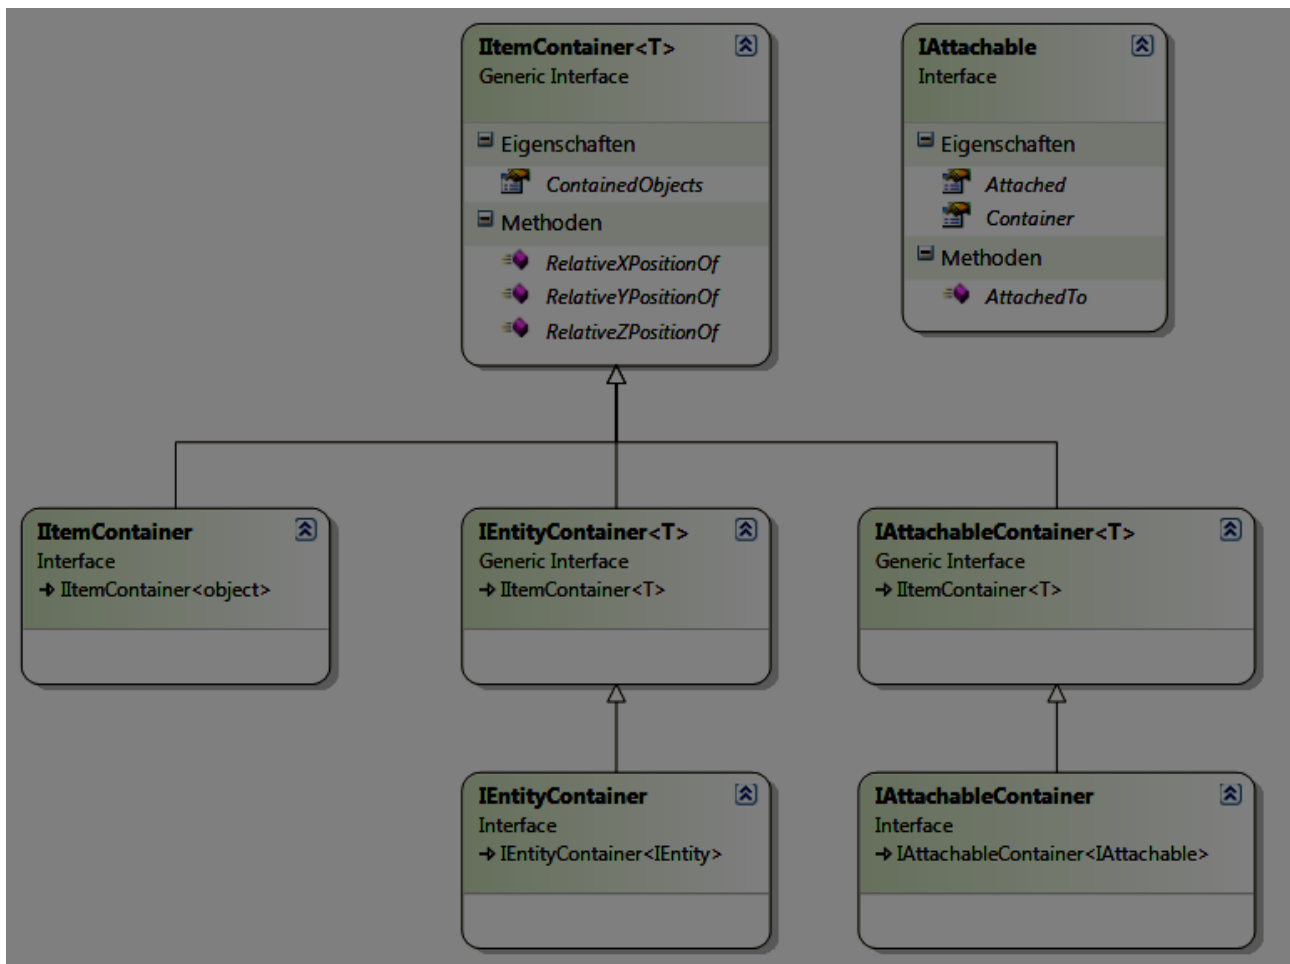 IItemContainer<T>
Generic Interface
Eigenschaften
ContainedObjects
Methoden
RelativeXPositionOf
RelativeYPositionOf
RelativeZPositionOf
IAttachable
Interface
Eigenschaften
Attached
Container
Methoden
AttachedTo
IItemContainer
Interface
IItemContainer<object>
IEntityContainer<T>
Generic Interface
IItemContainer<T>
IAttachableContainer<T>
Generic Interface
IItemContainer<T>
IEntityContainer
Interface
IEntityContainer<IEntity>
IAttachableContainer
Interface
IAttachableContainer<IAttachable>